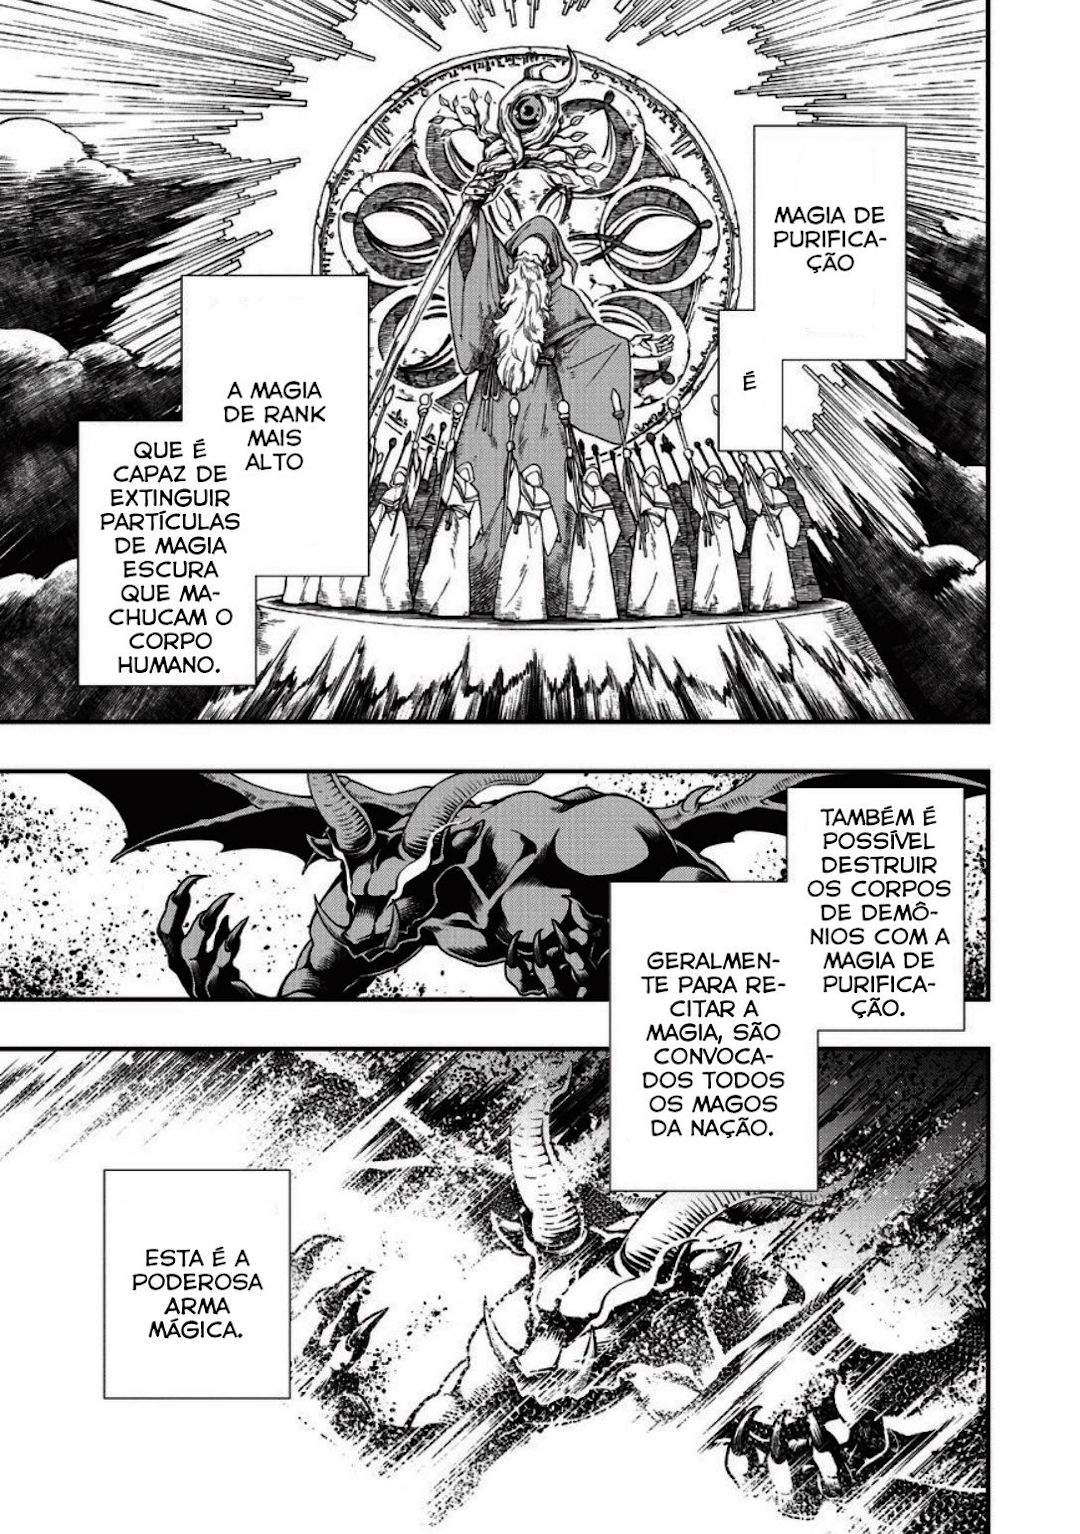 MAGIA DE
PURIFICA-
ÇÃO
É
A MAGIA
DE RANK
MAIS
ALTO
QUE É
CAPAZ DE
EXTINGUIR
PARTÍCULAS
DE MAGIA
ESCURA
QUE MA-
CHUCAM O
CORPO
HUMANO.
TAMBÉM É
POSSÍVEL
DESTRUIR
OS CORPOS
DE DEMÔ-
NIOS COM A
MAGIA DE
PURIFICA-
ÇÃO.
GERALMEN-
TE PARA RE-
CITAR A
MAGIA, SÃO
CONVOCA-
DOS TODOS
OS MAGOS
DA NAÇÃO.
ESTA É A
PODEROSA
ARMA
MÁGICA.